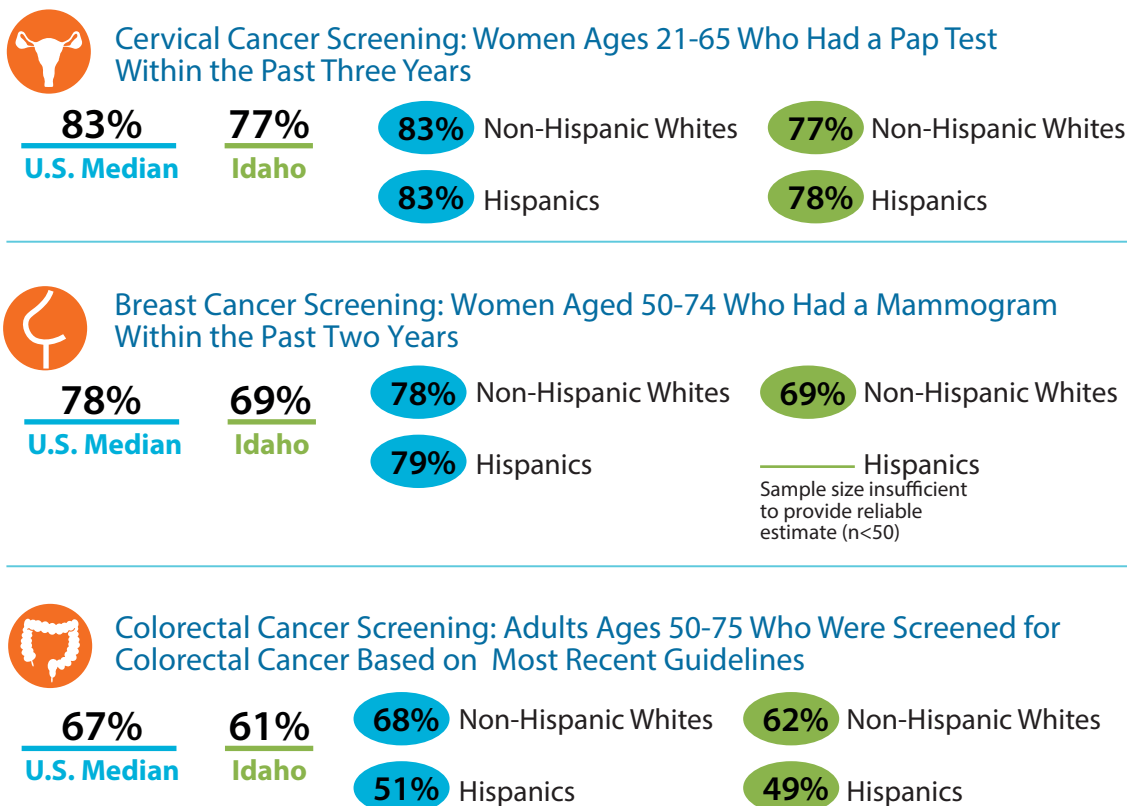 Cervical Cancer Screening: Women Ages 21-65 Who Had a Pap Test
Within the Past Three Years
83%
U.S. Median
77%
Idaho
83% Non-Hispanic Whites
83% Hispanics
77% Non-Hispanic Whites
78% Hispanics
Breast Cancer Screening: Women Aged 50-74 Who Had a Mammogram
Within the Past Two Years
78%
U.S. Median
69%
Idaho
78% Non-Hispanic Whites
79% Hispanics
69% Non-Hispanic Whites
Hispanics
Sample size insufficient
to provide reliable
estimate (n<50)
Colorectal Cancer Screening: Adults Ages 50-75 Who Were Screened for
Colorectal Cancer Based on Most Recent Guidelines
67%
U.S. Median
61%
Idaho
68% Non-Hispanic Whites
51% Hispanics
62% Non-Hispanic Whites
49% Hispanics